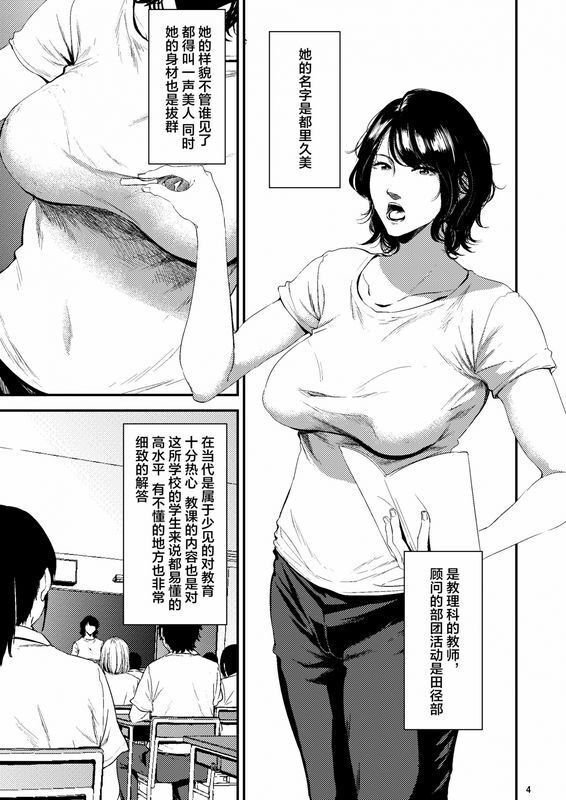 她的名字是都里久美
她的样貌不管谁见了
都得叫一声美人 同时
她的身材也是拔群
是教理科的教师，
顾问的部团活动是田径部
在当代是属于少见的对教育
十分热心 教课的内容也是对
这所学校的学生来说都易懂的
高水平 有不懂的地方也非常
细致的解答
4